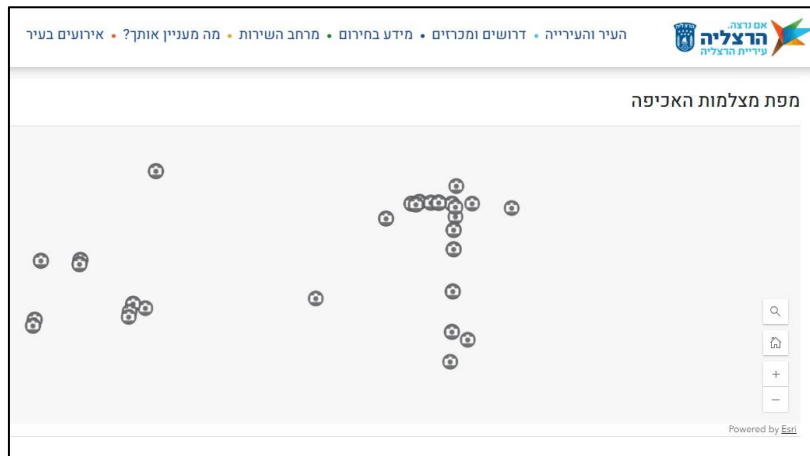 אם נרצה.
הרצליה
עיריית הרצליה
העיר והעירייה • דרושים ומכרזים • מידע בחירום • מרחב השירות • מה מעניין אותך? • אירועים בעיר
מפת מצלמות האכיפה
+
−
Powered by Esri